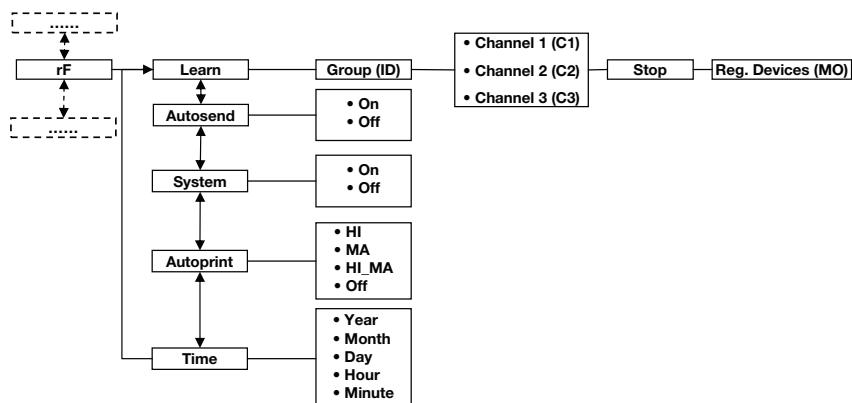 ......
rF
......
Learn
Group (ID)
• Channel 1 (C1)
• Channel 2 (C2)
• Channel 3 (C3)
Stop
Reg. Devices (MO)
Autosend
• On
• Off
System
• On
• Off
Autoprint
• HI
• MA
• HI_MA
• Off
Time
• Year
• Month
• Day
• Hour
• Minute